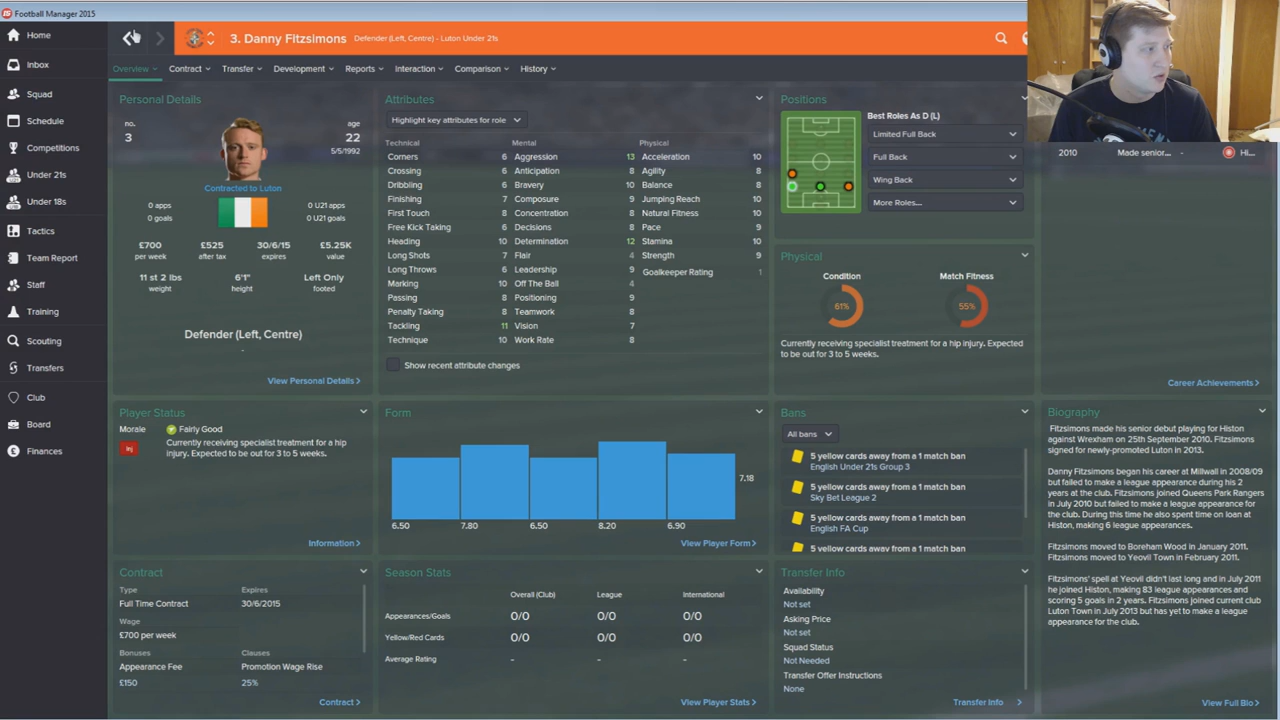 Football Manager 2015
Home
Inbox
Squad
Schedule
Competitions
Under 21s
Under 18s
Tactics
Team Report
Staff
Training
Scouting
Transfers
Club
Board
Finances
3. Danny Fitzsimons
Defender (Left, Centre) - Luton Under 21s
Overview
Contract
Transfer
Development
Reports
Interaction
Comparison
History
Personal Details
no.
3
age
22
5/5/1992
Contracted to Luton
0 apps
0 goals
0 U21 apps
0 U21 goals
£700
per week
£525
after tax
30/6/15
expires
£5.25K
value
11 st 2 lbs
weight
6'1"
height
Left Only
footed
Defender (Left, Centre)
-
View Personal Details >
Attributes
Highlight key attributes for role
Technical Mental Physical
Corners 6 Aggression 13 Acceleration 10
Crossing 6 Anticipation 8 Agility 8
Dribbling 6 Bravery 10 Balance 8
Finishing 7 Composure 9 Jumping Reach 10
First Touch 8 Concentration 8 Natural Fitness 10
Free Kick Taking 6 Decisions 8 Pace 9
Heading 10 Determination 12 Stamina 10
Long Shots 7 Flair 4 Strength 9
Long Throws 6 Leadership 9 Goalkeeper Rating 1
Marking 10 Off The Ball 4
Passing 8 Positioning 9
Penalty Taking 8 Teamwork 8
Tackling 11 Vision 7
Technique 10 Work Rate 8
Show recent attribute changes
Positions
Best Roles As D (L)
Limited Full Back
Full Back
Wing Back
More Roles...
Physical
Condition Match Fitness
61% 55%
Currently receiving specialist treatment for a hip injury. Expected
to be out for 3 to 5 weeks.
2010 Made senior... - Hi...
Career Achievements >
Player Status
Morale Fairly Good
Inj
Currently receiving specialist treatment for a hip
injury. Expected to be out for 3 to 5 weeks.
Information >
Form
7.18
6.50 7.80 6.50 8.20 6.90
View Player Form >
Bans
All bans
5 yellow cards away from a 1 match ban
English Under 21s Group 3
5 yellow cards away from a 1 match ban
Sky Bet League 2
5 yellow cards away from a 1 match ban
English FA Cup
5 yellow cards away from a 1 match ban
Biography
Fitzsimons made his senior debut playing for Histon
against Wrexham on 25th September 2010. Fitzsimons
signed for newly-promoted Luton in 2013.
Danny Fitzsimons began his career at Millwall in 2008/09
but failed to make a league appearance during his 2
years at the club. Fitzsimons joined Queens Park Rangers
in July 2010 but failed to make a league appearance for
the club. During this time he also spent time on loan at
Histon, making 6 league appearances.
Fitzsimons moved to Boreham Wood in January 2011.
Fitzsimons moved to Yeovil Town in February 2011.
Fitzsimons' spell at Yeovil didn't last long and in July 2011
he joined Histon, making 83 league appearances and
scoring 5 goals in 2 years. Fitzsimons joined current club
Luton Town in July 2013 but has yet to make a league
appearance for the club.
View Full Bio >
Contract
Type Expires
Full Time Contract 30/6/2015
Wage
£700 per week
Bonuses Clauses
Appearance Fee Promotion Wage Rise
£150 25%
Contract >
Season Stats
Overall (Club) League International
Appearances/Goals 0/0 0/0 0/0
Yellow/Red Cards 0/0 0/0 0/0
Average Rating - - -
View Player Stats >
Transfer Info
Availability
Not set
Asking Price
Not set
Squad Status
Not Needed
Transfer Offer Instructions
None
Transfer Info >